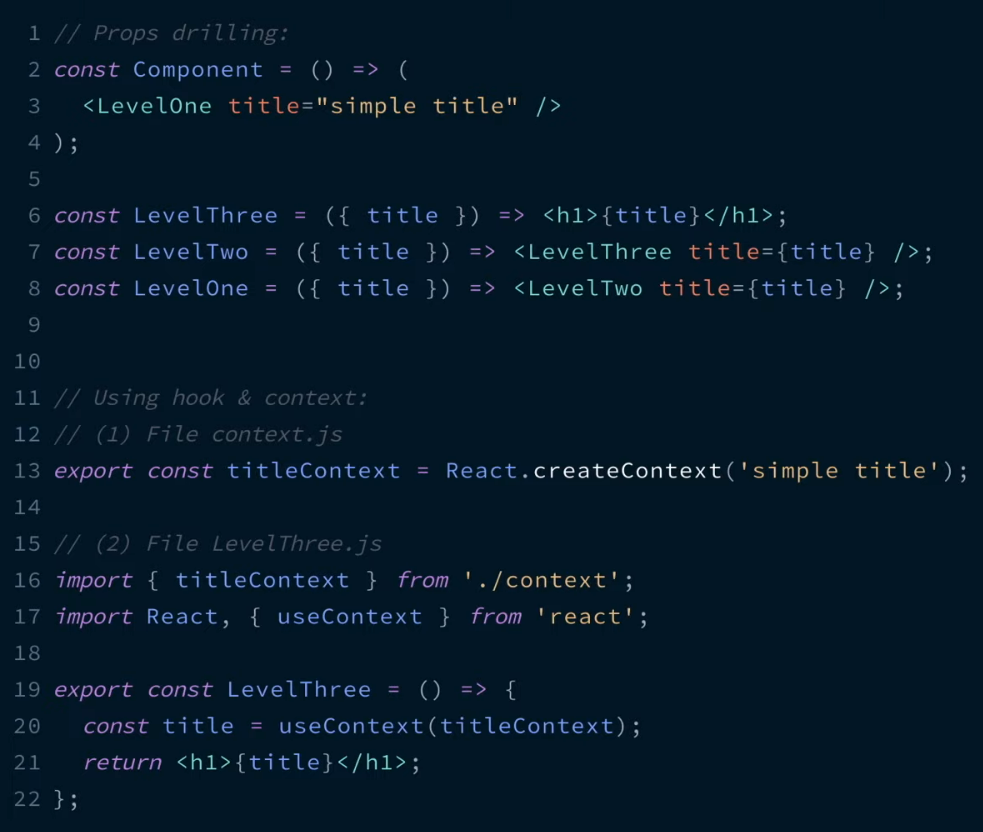 1 // Props drilling:
2 const Component = () => (
3   <LevelOne title="simple title" />
4 );
5
6 const LevelThree = ({ title }) => <h1>{title}</h1>;
7 const LevelTwo = ({ title }) => <LevelThree title={title} />;
8 const LevelOne = ({ title }) => <LevelTwo title={title} />;
9
10
11 // Using hook & context:
12 // (1) File context.js
13 export const titleContext = React.createContext('simple title');
14
15 // (2) File LevelThree.js
16 import { titleContext } from './context';
17 import React, { useContext } from 'react';
18
19 export const LevelThree = () => {
20   const title = useContext(titleContext);
21   return <h1>{title}</h1>;
22 };